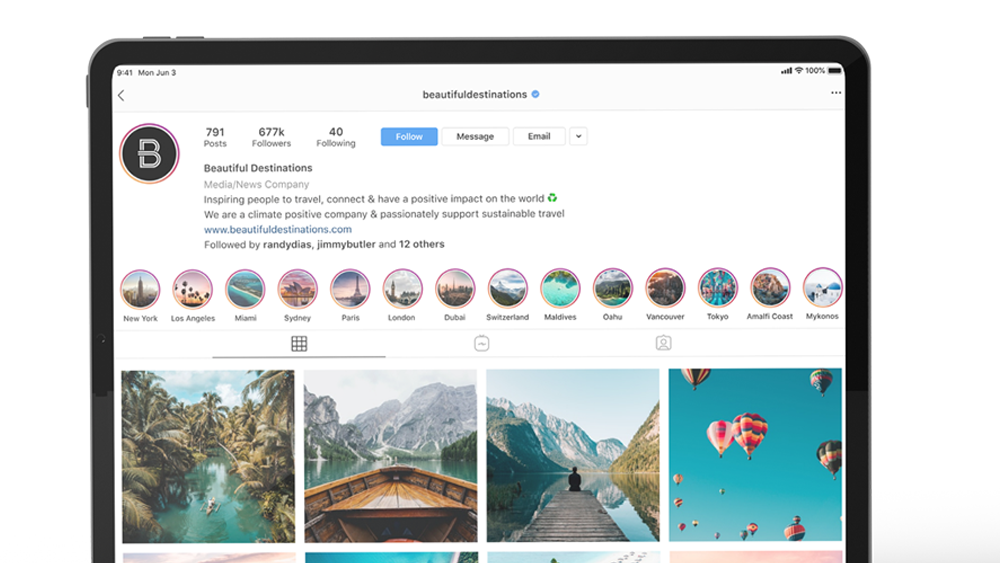 9:41 Mon Jun 3
100%
beautifuldestinations
B
791 677k 40
Posts Followers Following
Follow Message Email
Beautiful Destinations
Media/News Company
Inspiring people to travel, connect & have a positive impact on the world ♻️
We are a climate positive company & passionately support sustainable travel
www.beautifuldestinations.com
Followed by randydias, jimmybutler and 12 others
New York Los Angeles Miami Sydney Paris London Dubai Switzerland Maldives Oahu Vancouver Tokyo Amalfi Coast Mykonos